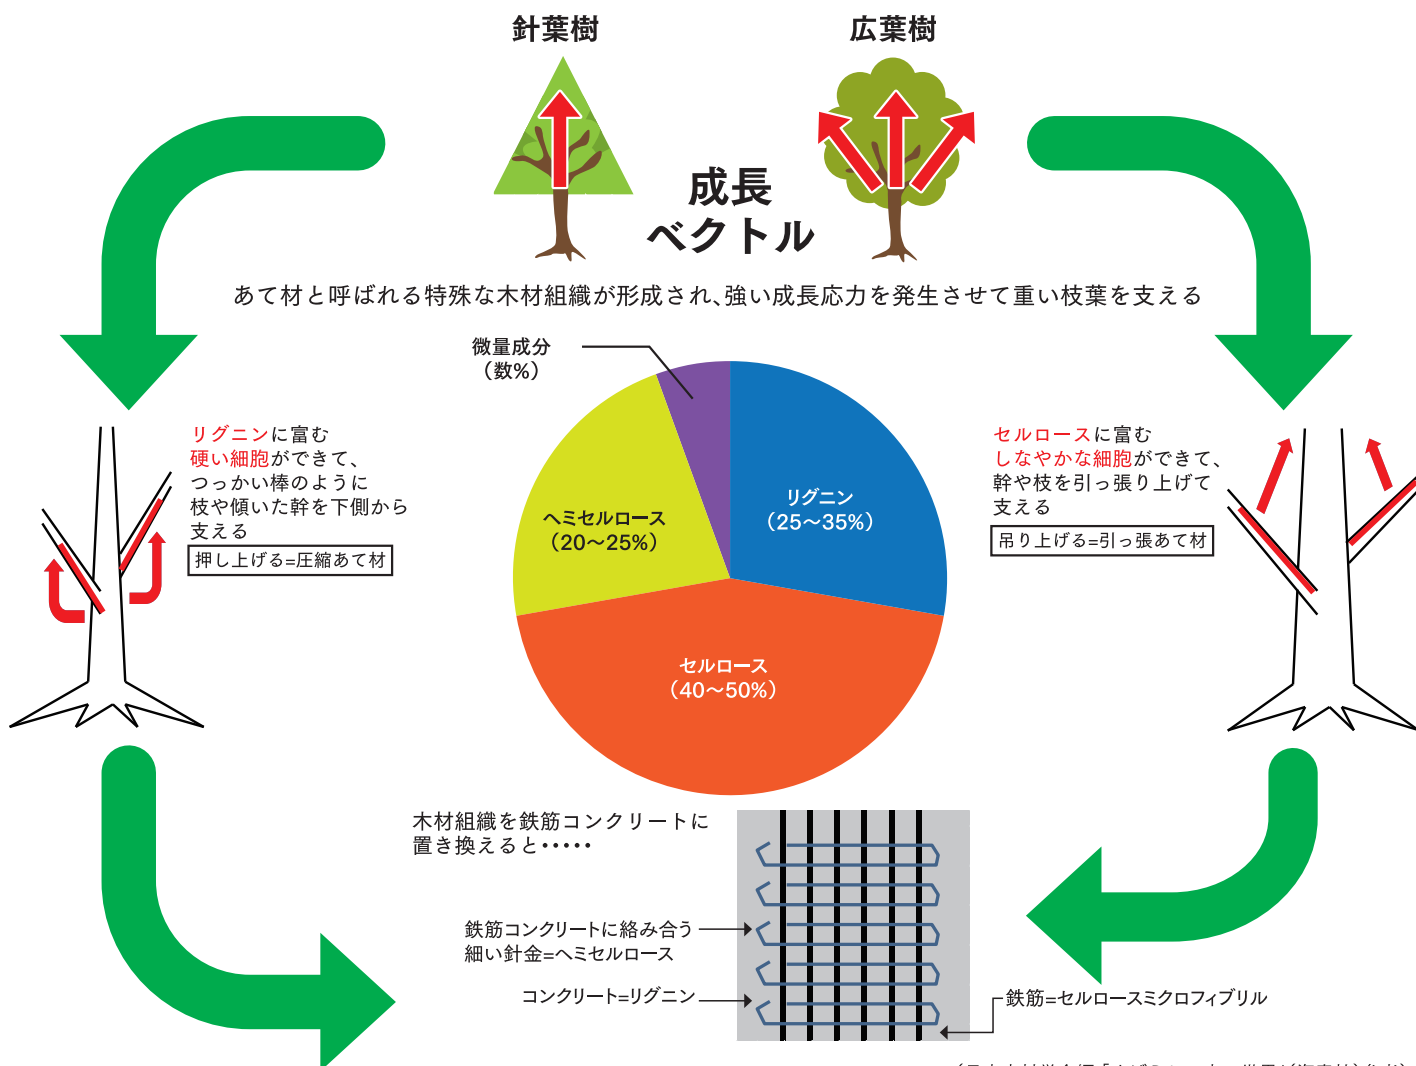 針葉樹
広葉樹
成長
ベクトル
あて材と呼ばれる特殊な木材組織が形成され、強い成長応力を発生させて重い枝葉を支える
微量成分
（数%）
リグニンに富む
硬い細胞ができて、
つっかい棒のように
枝や傾いた幹を下側から
支える
押し上げる=圧縮あて材
リグニン
（25〜35%）
ヘミセルロース
（20〜25%）
セルロース
（40〜50%）
セルロースに富む
しなやかな細胞ができて、
幹や枝を引っ張り上げて
支える
吊り上げる=引っ張あて材
木材組織を鉄筋コンクリートに
置き換えると・・・・・
鉄筋コンクリートに絡み合う
細い針金=ヘミセルロース
コンクリート=リグニン
鉄筋=セルロースミクロフィブリル